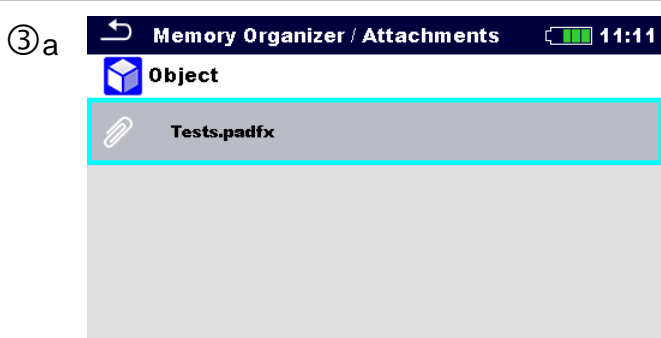 ③a
Memory Organizer / Attachments 11:11
Object
Tests.padfx